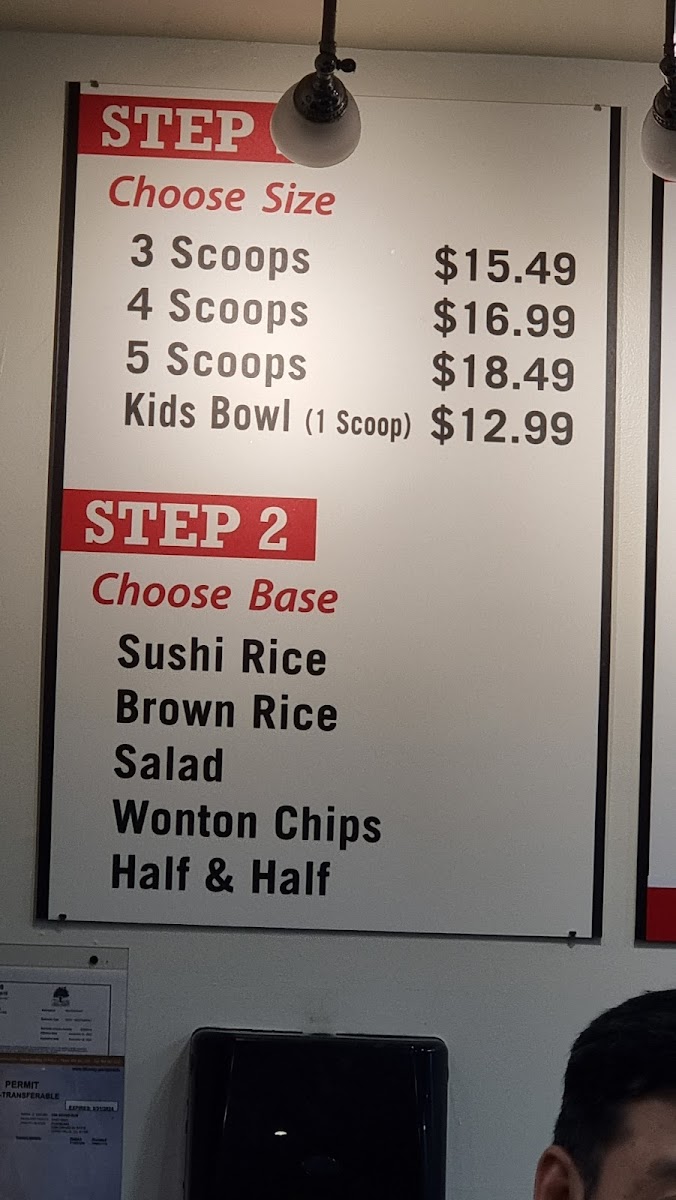 STEP
Choose Size
3 Scoops $15.49
4 Scoops $16.99
5 Scoops $18.49
Kids Bowl (1 Scoop) $12.99
STEP 2
Choose Base
Sushi Rice
Brown Rice
Salad
Wonton Chips
Half & Half
PERMIT
-TRANSFERABLE